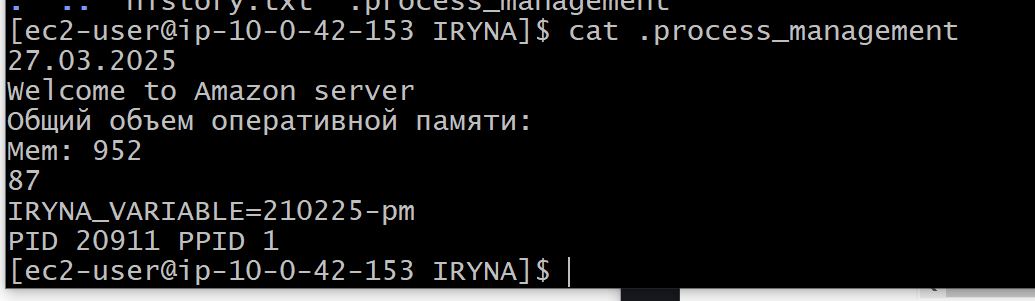 .  ..  history.txt  .process_management
[ec2-user@ip-10-0-42-153 IRYNA]$ cat .process_management
27.03.2025
Welcome to Amazon server
Общий объем оперативной памяти:
Mem: 952
87
IRYNA_VARIABLE=210225-pm
PID 20911 PPID 1
[ec2-user@ip-10-0-42-153 IRYNA]$